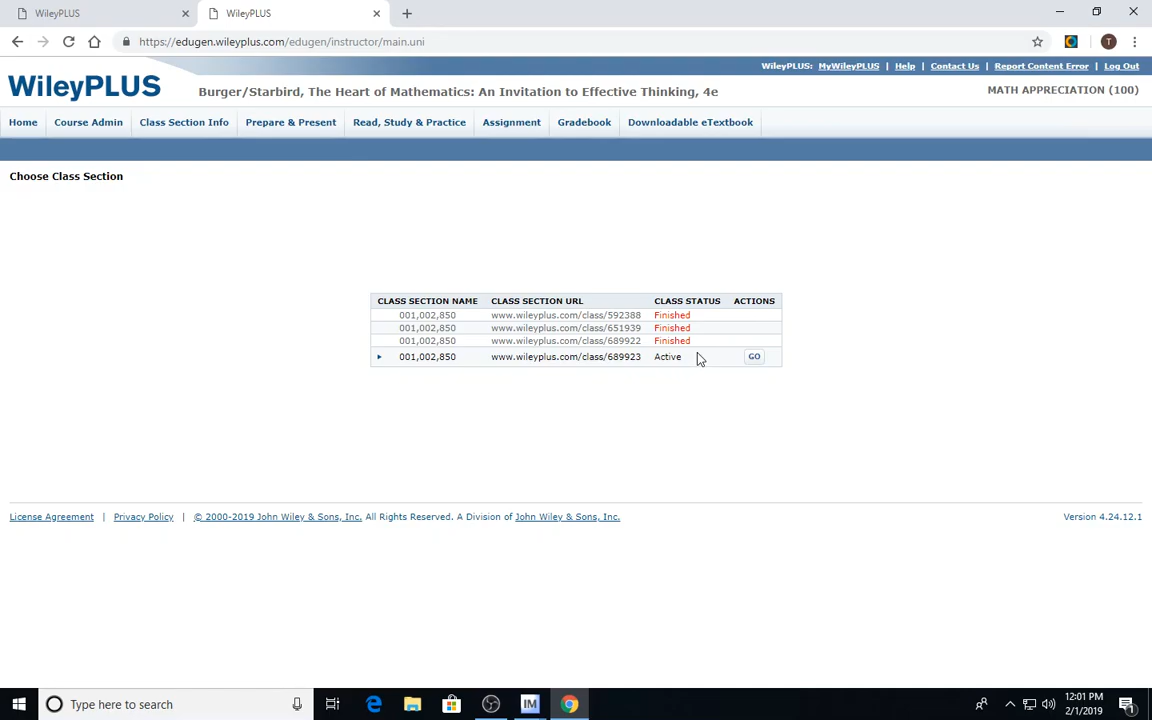 WileyPLUS
WileyPLUS
https://edugen.wileyplus.com/edugen/instructor/main.uni
T
WileyPLUS: MyWileyPLUS | Help | Contact Us | Report Content Error | Log Out
WileyPLUS
Burger/Starbird, The Heart of Mathematics: An Invitation to Effective Thinking, 4e
MATH APPRECIATION (100)
Home Course Admin Class Section Info Prepare & Present Read, Study & Practice Assignment Gradebook Downloadable eTextbook
Choose Class Section
CLASS SECTION NAME CLASS SECTION URL CLASS STATUS ACTIONS
001,002,850 www.wileyplus.com/class/592388 Finished
001,002,850 www.wileyplus.com/class/651939 Finished
001,002,850 www.wileyplus.com/class/689922 Finished
001,002,850 www.wileyplus.com/class/689923 Active GO
License Agreement | Privacy Policy | © 2000-2019 John Wiley & Sons, Inc. All Rights Reserved. A Division of John Wiley & Sons, Inc.
Version 4.24.12.1
Type here to search
IM
12:01 PM
2/1/2019
1